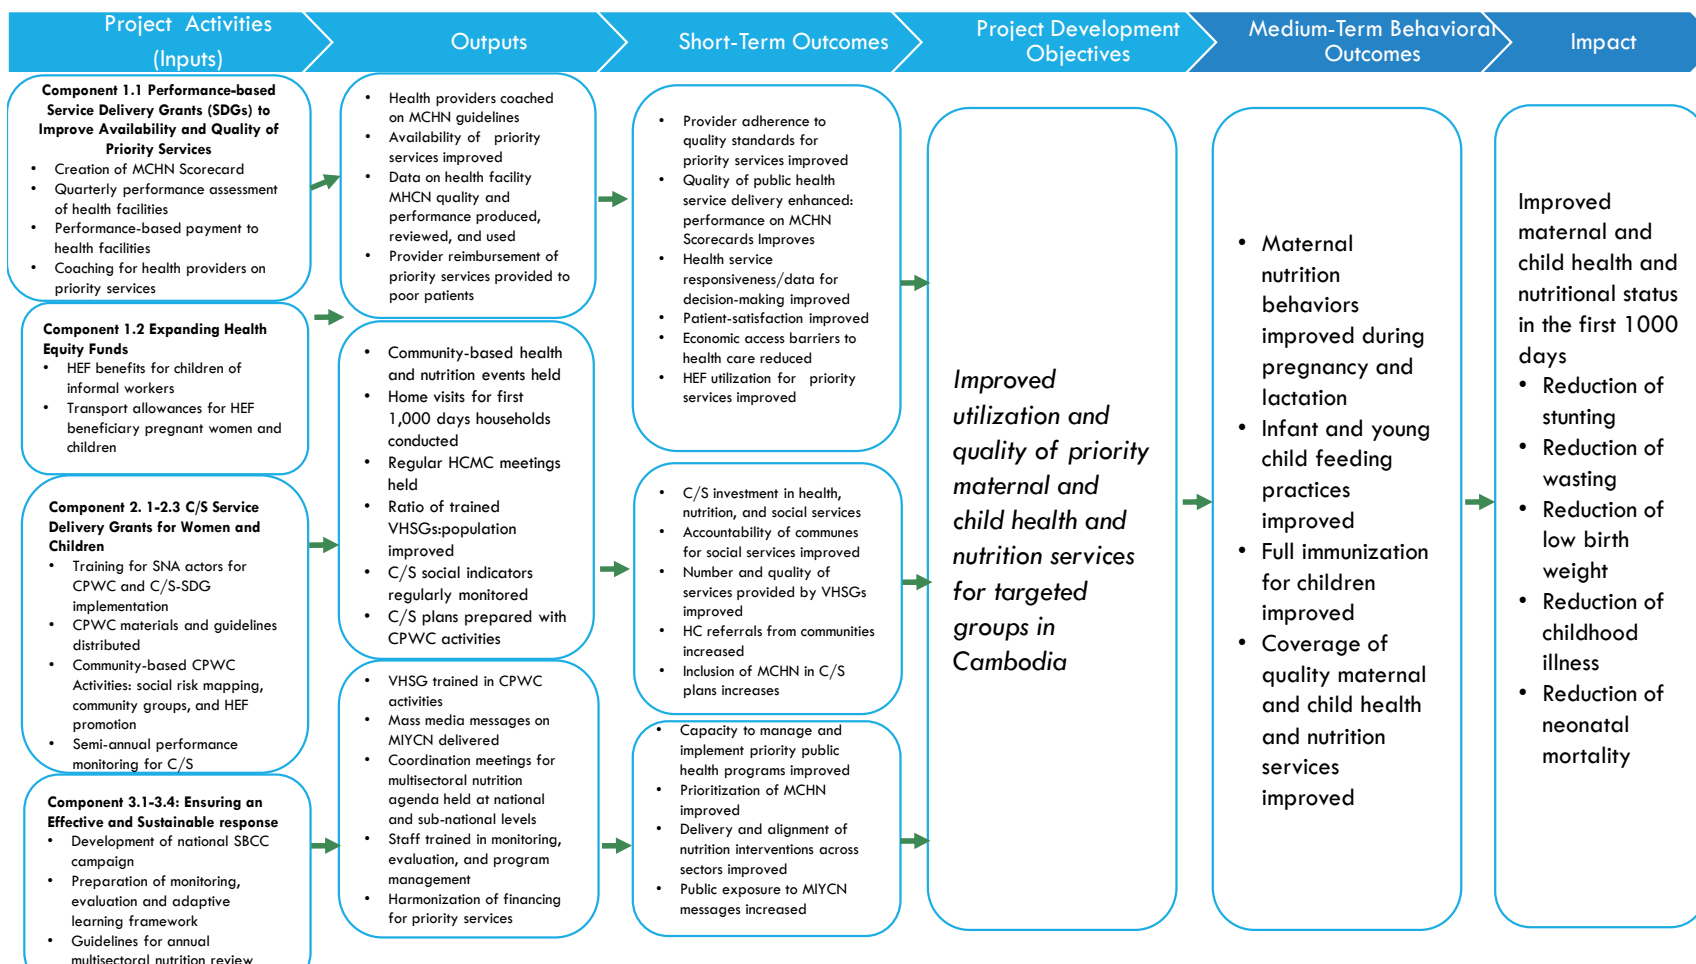 Project Activities
(Inputs)
Outputs
Short-Term Outcomes
Project Development
Objectives
Medium-Term Behavioral
Outcomes
Impact
Component 1.1 Performance-based
Service Delivery Grants (SDGs) to
Improve Availability and Quality of
Priority Services
• Creation of MCHN Scorecard
• Quarterly performance assessment
of health facilities
• Performance-based payment to
health facilities
• Coaching for health providers on
priority services
Component 1.2 Expanding Health
Equity Funds
• HEF benefits for children of
informal workers
• Transport allowances for HEF
beneficiary pregnant women and
children
Component 2. 1-2.3 C/S Service
Delivery Grants for Women and
Children
• Training for SNA actors for
CPWC and C/S-SDG
implementation
• CPWC materials and guidelines
distributed
• Community-based CPWC
Activities: social risk mapping,
community groups, and HEF
promotion
• Semi-annual performance
monitoring for C/S
Component 3.1-3.4: Ensuring an
Effective and Sustainable response
• Development of national SBCC
campaign
• Preparation of monitoring,
evaluation and adaptive
learning framework
• Guidelines for annual
multisectoral nutrition review
• Health providers coached
on MCHN guidelines
• Availability of priority
services improved
• Data on health facility
MHCN quality and
performance produced,
reviewed, and used
• Provider reimbursement of
priority services provided to
poor patients
• Community-based health
and nutrition events held
• Home visits for first
1,000 days households
conducted
• Regular HCMC meetings
held
• Ratio of trained
VHSGs:population
improved
• C/S social indicators
regularly monitored
• C/S plans prepared with
CPWC activities
• VHSG trained in CPWC
activities
• Mass media messages on
MIYCN delivered
• Coordination meetings for
multisectoral nutrition
agenda held at national
and sub-national levels
• Staff trained in monitoring,
evaluation, and program
management
• Harmonization of financing
for priority services
• Provider adherence to
quality standards for
priority services improved
• Quality of public health
service delivery enhanced:
performance on MCHN
Scorecards Improves
• Health service
responsiveness/data for
decision-making improved
• Patient-satisfaction improved
• Economic access barriers to
health care reduced
• HEF utilization for priority
services improved
• C/S investment in health,
nutrition, and social services
• Accountability of communes
for social services improved
• Number and quality of
services provided by VHSGs
improved
• HC referrals from communities
increased
• Inclusion of MCHN in C/S
plans increases
• Capacity to manage and
implement priority public
health programs improved
• Prioritization of MCHN
improved
• Delivery and alignment of
nutrition interventions across
sectors improved
• Public exposure to MIYCN
messages increased
Improved
utilization and
quality of priority
maternal and
child health and
nutrition services
for targeted
groups in
Cambodia
• Maternal
nutrition
behaviors
improved during
pregnancy and
lactation
• Infant and young
child feeding
practices
improved
• Full immunization
for children
improved
• Coverage of
quality maternal
and child health
and nutrition
services
improved
Improved
maternal and
child health and
nutritional status
in the first 1000
days
• Reduction of
stunting
• Reduction of
wasting
• Reduction of
low birth
weight
• Reduction of
childhood
illness
• Reduction of
neonatal
mortality